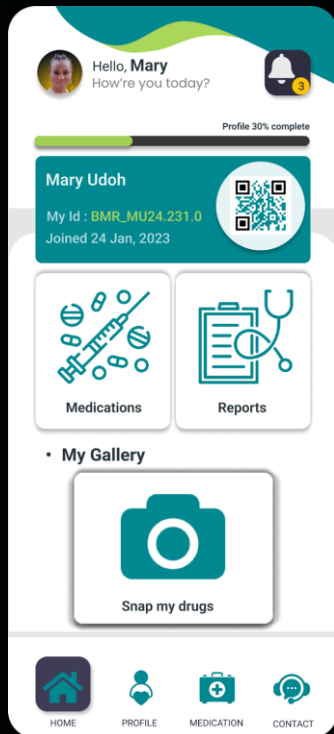 Hello, Mary
How're you today?
3
Profile 30% complete
Mary Udoh
My Id : BMR_MU24.231.0
Joined 24 Jan, 2023
Medications Reports
• My Gallery
Snap my drugs
HOME PROFILE MEDICATION CONTACT